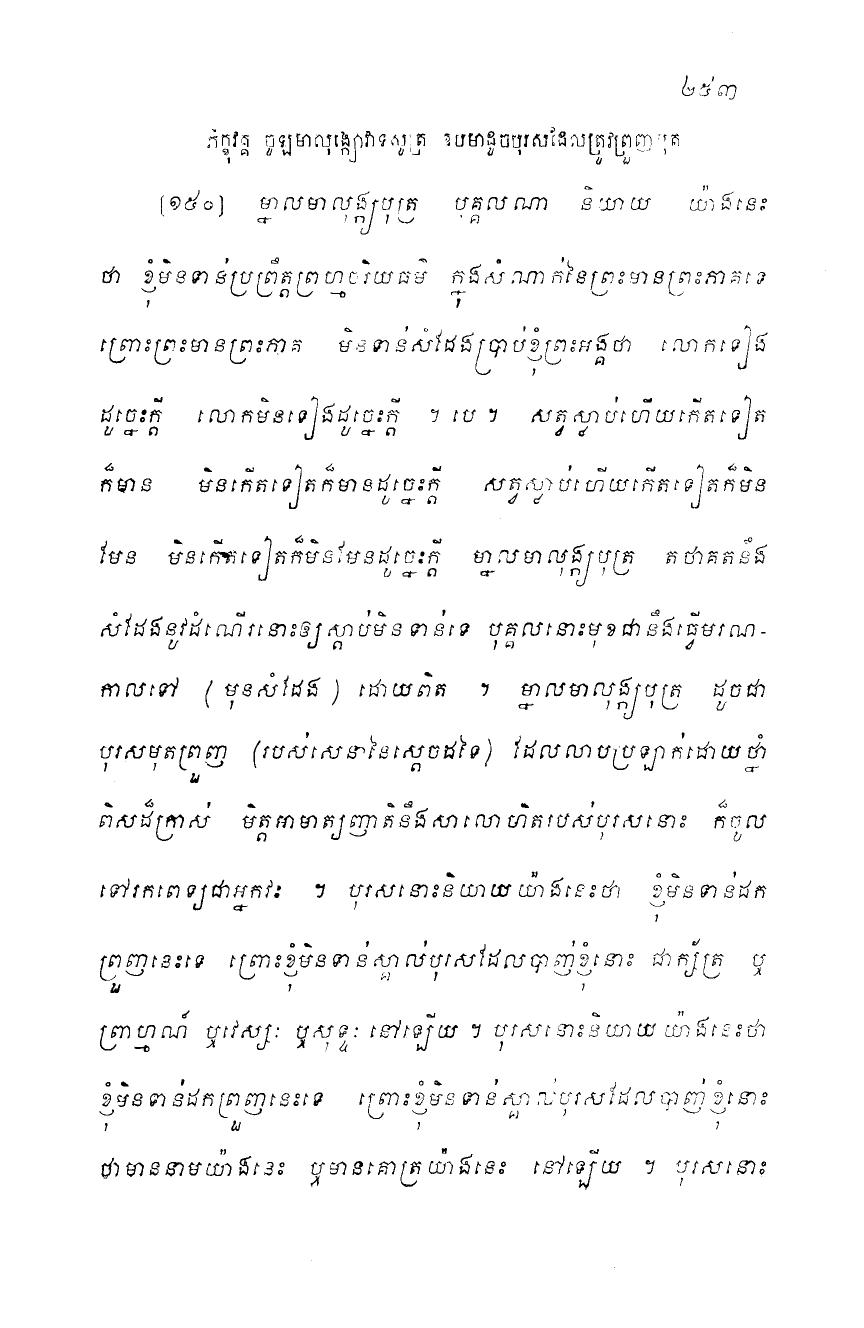 ២៥៣
ភិក្ខុវគ្គ ចូឡមាលុង្ក្យោវាទសូត្រ ឧបមាដូចបុរសដែលត្រូវព្រួញមុត
[១៥០] ម្នាលមាលុង្ក្យបុត្រ បុគ្គលណា និយាយ យ៉ាងនេះ
ថា ខ្ញុំមិនទាន់ប្រព្រឹត្តព្រហ្មចរិយធម៌ ក្នុងសំណាក់នៃព្រះមានព្រះភាគទេ
ព្រោះព្រះមានព្រះភាគ មិនទាន់សំដែងប្រាប់ខ្ញុំព្រះអង្គថា លោកទៀង
ដូច្នេះក្តី លោកមិនទៀងដូច្នេះក្តី ។ បេ ។ សត្វស្លាប់ហើយកើតទៀត
ក៏មាន មិនកើតទៀតក៏មានដូច្នេះក្តី សត្វស្លាប់ហើយកើតទៀតក៏មិន
មែន មិនកើតទៀតក៏មិនមែនដូច្នេះក្តី ម្នាលមាលុង្ក្យបុត្រ តថាគតនឹង
សំដែងនូវដំណើរនោះឲ្យស្តាប់មិនទាន់ទេ បុគ្គលនោះមុខជានឹងធ្វើមរណ-
កាលទៅ (មុនសំដែង) ដោយពិត ។ ម្នាលមាលុង្ក្យបុត្រ ដូចជា
បុរសមុតព្រួញ (របស់សេនានៃស្តេចដទៃ) ដែលលាបប្រឡាក់ដោយថ្នាំ
ពិសដ៏ក្រាស់ មិត្តអាមាត្យញាតិនឹងសាលោហិតរបស់បុរសនោះ ក៏ចូល
ទៅរកពេទ្យជាអ្នកវះ ។ បុរសនោះនិយាយយ៉ាងនេះថា ខ្ញុំមិនទាន់ដក
ព្រួញនេះទេ ព្រោះខ្ញុំមិនទាន់ស្គាល់បុរសដែលបាញ់ខ្ញុំនោះ ជាក្ស័ត្រ ឬ
ព្រាហ្មណ៍ ឬវេស្សៈ ឬសុទ្ទៈ នៅឡើយ ។ បុរសនោះនិយាយយ៉ាងនេះថា
ខ្ញុំមិនទាន់ដកព្រួញនេះទេ ព្រោះខ្ញុំមិនទាន់ស្គាល់បុរសដែលបាញ់ខ្ញុំនោះ
ថាមាននាមយ៉ាងនេះ ឬមានគោត្រយ៉ាងនេះ នៅឡើយ ។ បុរសនោះ